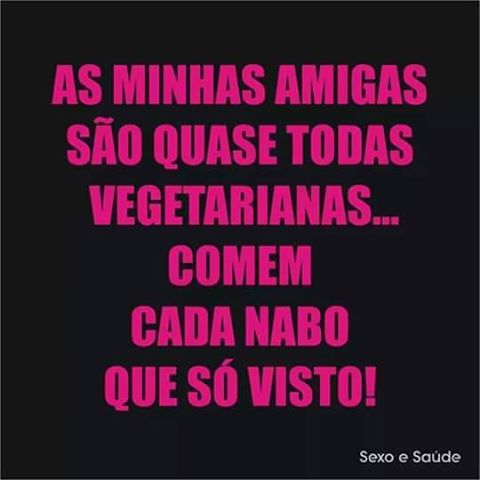 AS MINHAS AMIGAS
SÃO QUASE TODAS
VEGETARIANAS...
COMEM
CADA NABO
QUE SÓ VISTO!
Sexo e Saúde